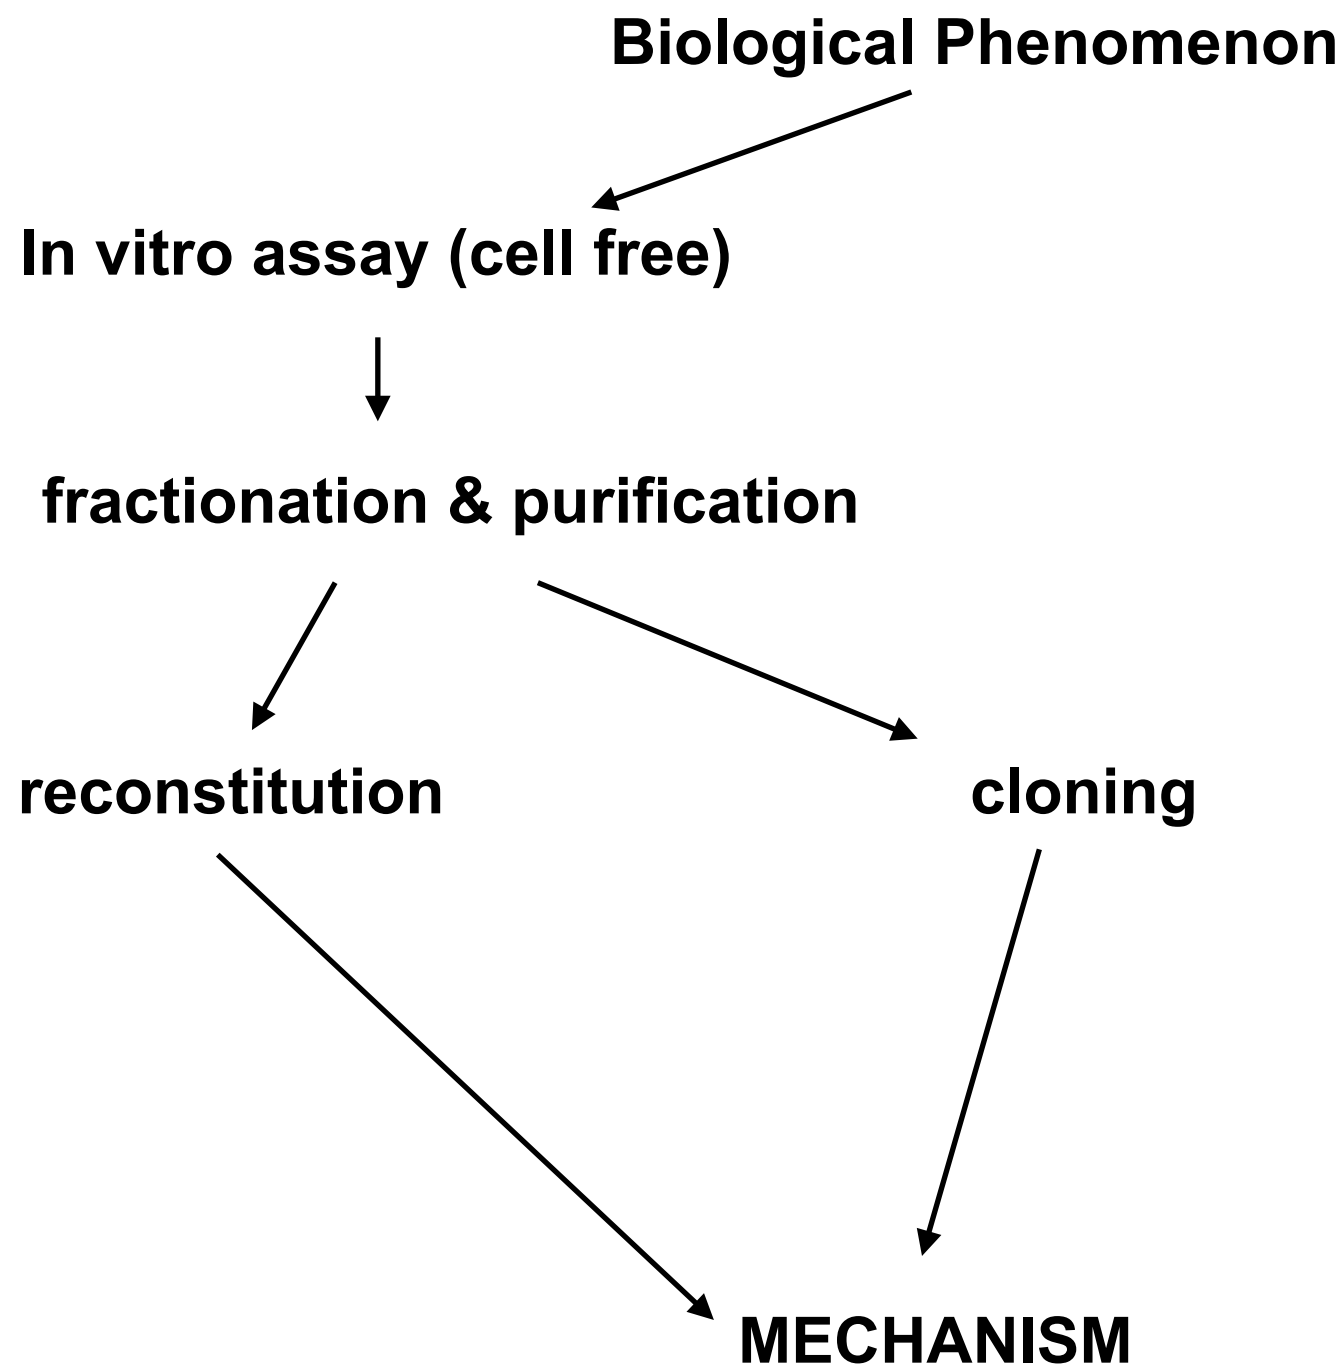 Biological Phenomenon
In vitro assay (cell free)
fractionation & purification
reconstitution
cloning
MECHANISM